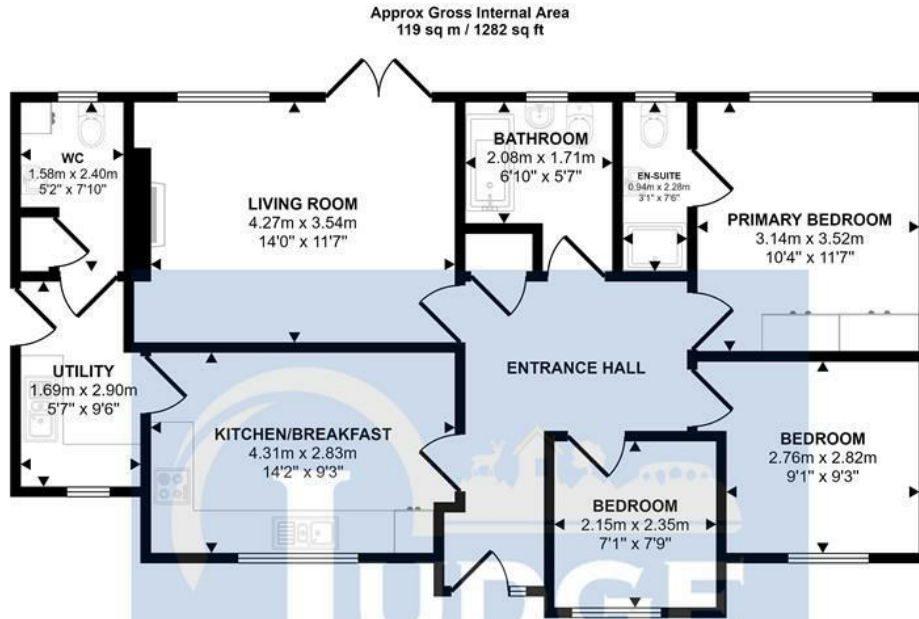 Approx Gross Internal Area
119 sq m / 1282 sq ft
WC
1.58m x 2.40m
5'2" x 7'10"
LIVING ROOM
4.27m x 3.54m
14'0" x 11'7"
BATHROOM
2.08m x 1.71m
6'10" x 5'7"
EN-SUITE
0.94m x 2.28m
3'1" x 7'6"
PRIMARY BEDROOM
3.14m x 3.52m
10'4" x 11'7"
UTILITY
1.69m x 2.90m
5'7" x 9'6"
KITCHEN/BREAKFAST
4.31m x 2.83m
14'2" x 9'3"
ENTRANCE HALL
BEDROOM
2.15m x 2.35m
7'1" x 7'9"
BEDROOM
2.76m x 2.82m
9'1" x 9'3"
JUDGE